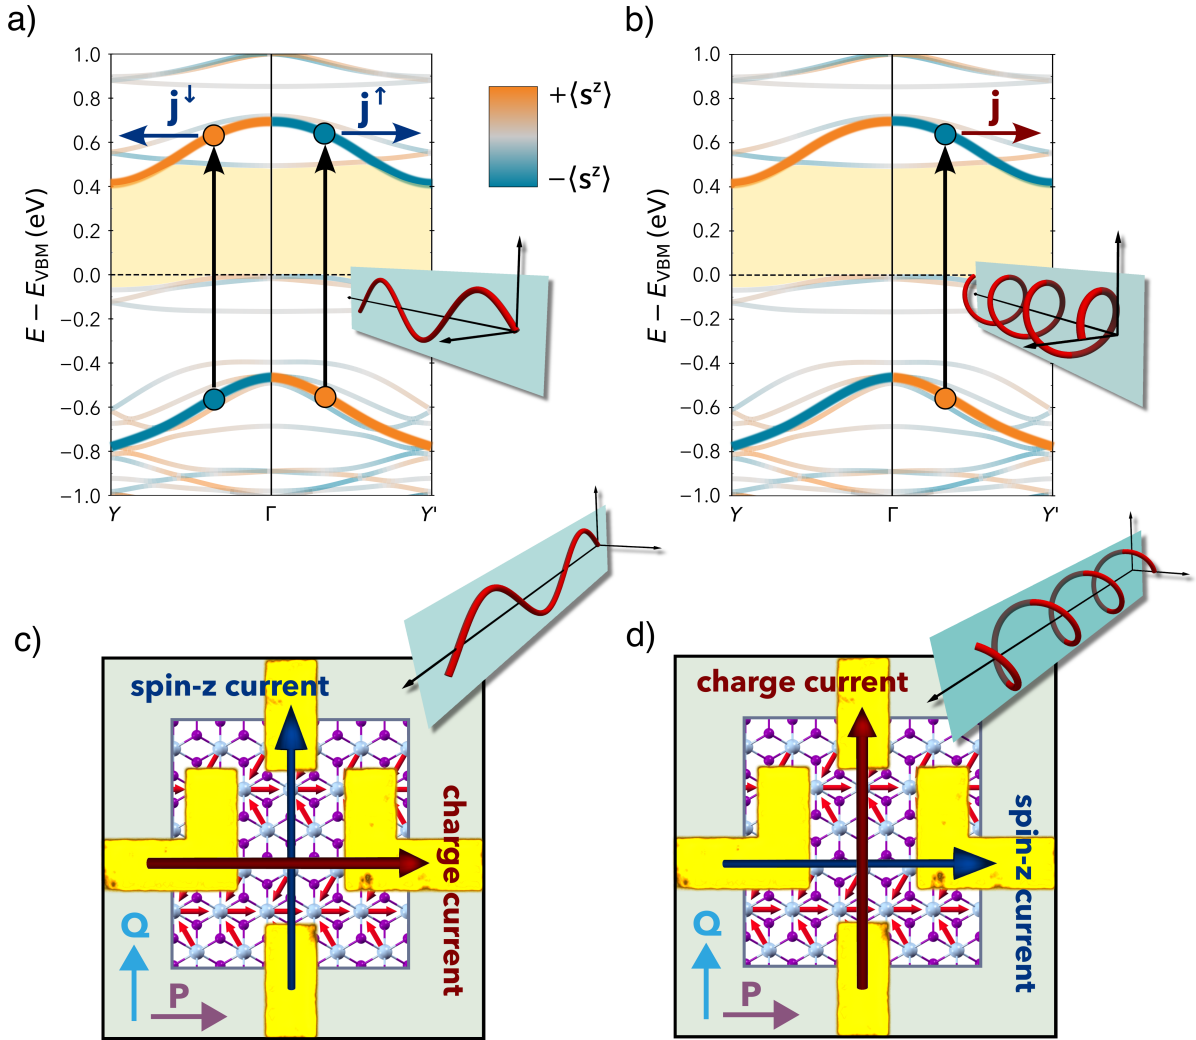 a)
1.0
0.8
0.6
0.4
0.2
0.0
−0.2
−0.4
−0.6
−0.8
−1.0
E − E_VBM (eV)
j↓
j↑
Y
Γ
Y'
+⟨s^z⟩
−⟨s^z⟩
b)
1.0
0.8
0.6
0.4
0.2
0.0
−0.2
−0.4
−0.6
−0.8
−1.0
E − E_VBM (eV)
j
Y
Γ
Y'
c)
spin-z current
charge current
Q
P
d)
charge current
spin-z current
Q
P